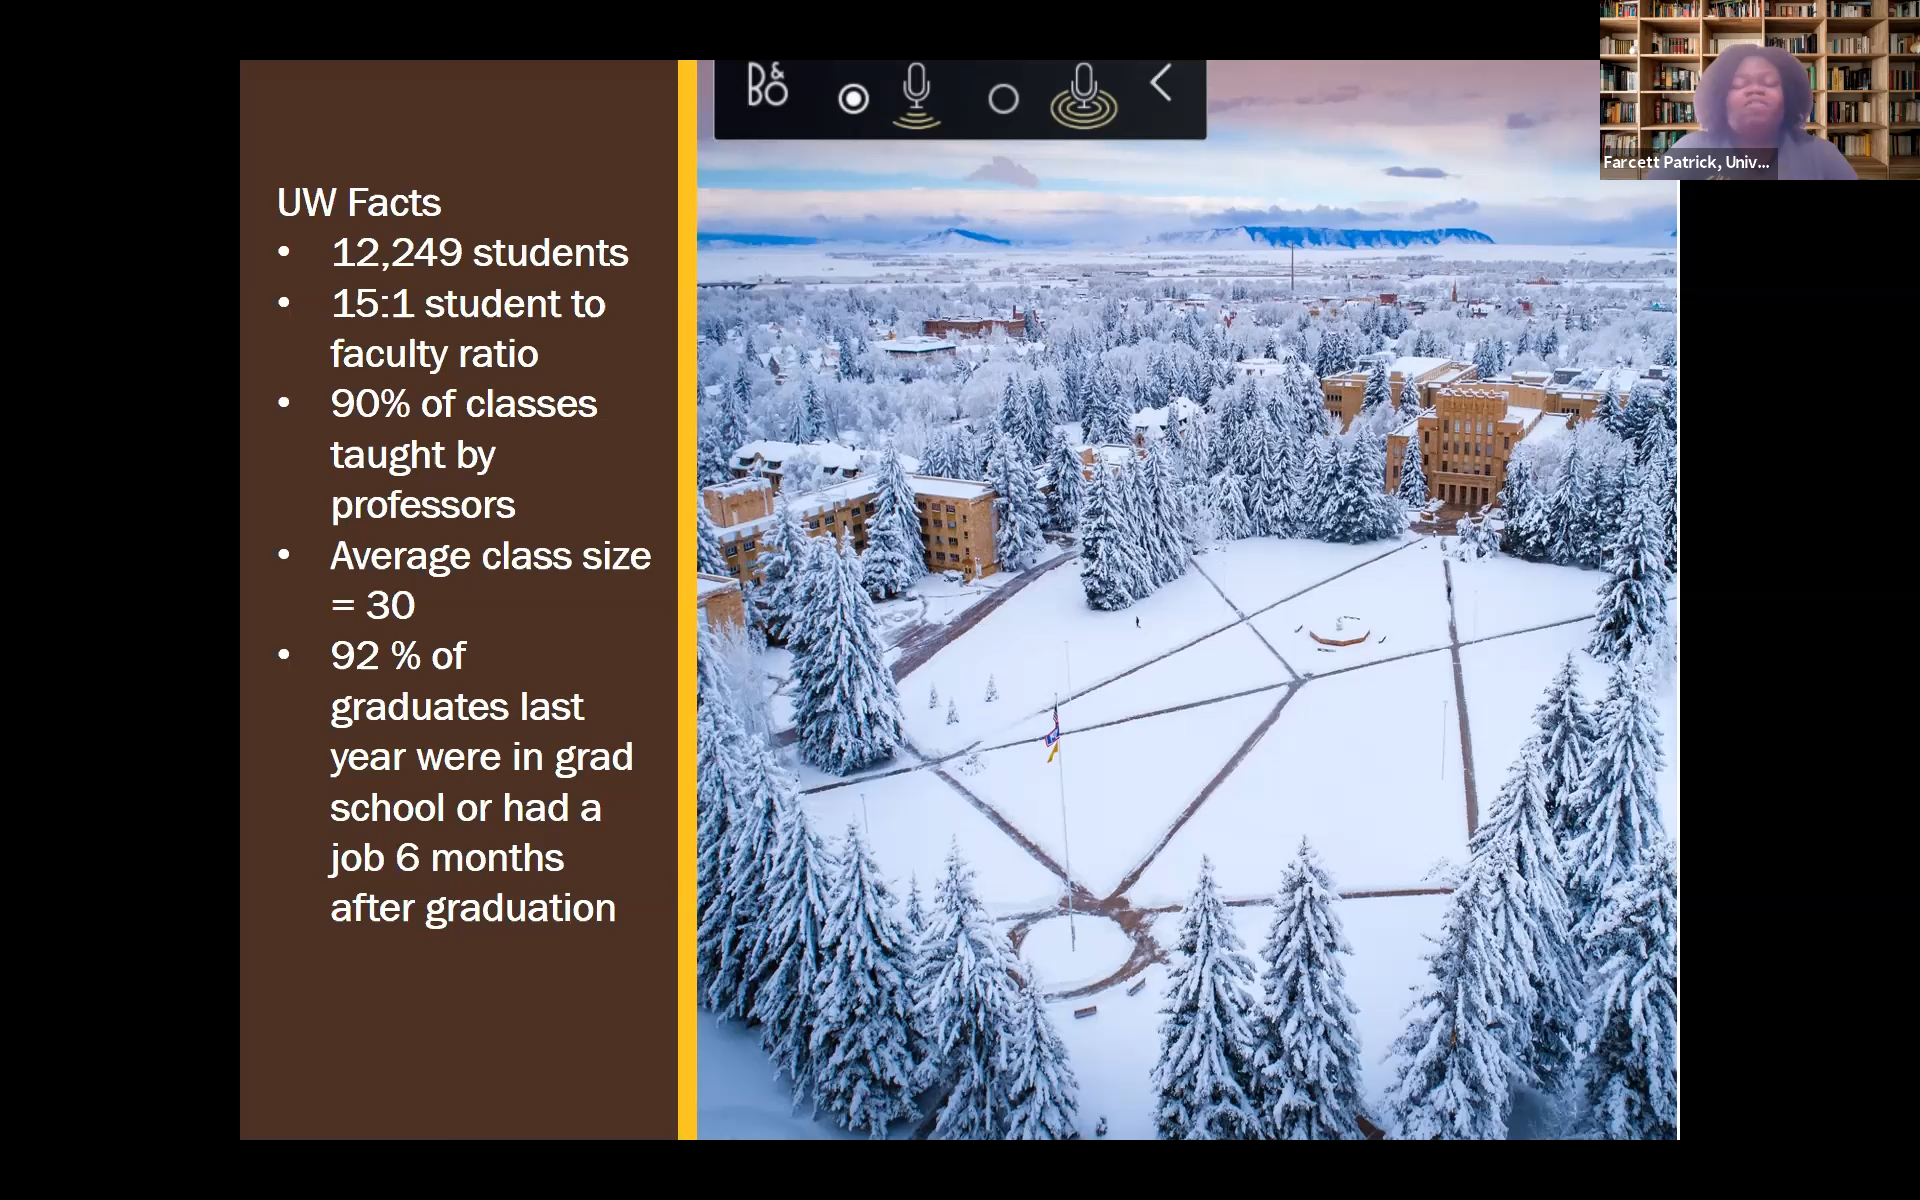 B&O
UW Facts
• 12,249 students
• 15:1 student to
faculty ratio
• 90% of classes
taught by
professors
• Average class size
= 30
• 92 % of
graduates last
year were in grad
school or had a
job 6 months
after graduation
Farcett Patrick, Univ...